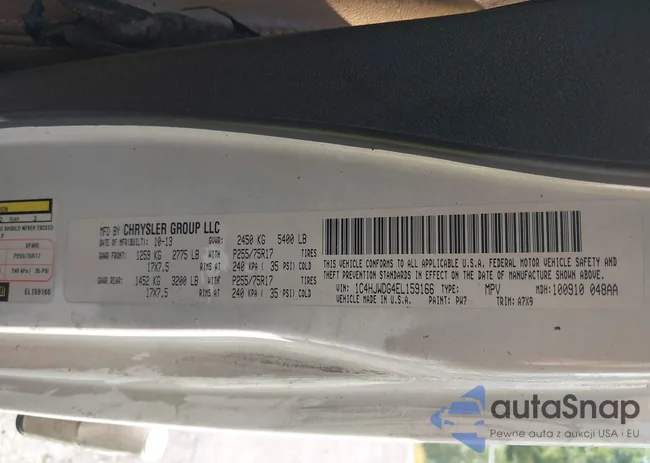 MFD BY CHRYSLER GROUP LLC
DATE OF MFR(BUILT): 10-13 GVWR: 2450 KG 5400 LB
GAWR FRONT: 1259 KG 2775 LB WITH P255/75R17 TIRES
17X7.5 RIMS AT 240 KPA ( 35 PSI) COLD
GAWR REAR: 1452 KG 3200 LB WITH P255/75R17 TIRES
17X7.5 RIMS AT 240 KPA ( 35 PSI) COLD
THIS VEHICLE CONFORMS TO ALL APPLICABLE U.S.A. FEDERAL MOTOR VEHICLE SAFETY AND
THEFT PREVENTION STANDARDS IN EFFECT ON THE DATE OF MANUFACTURE SHOWN ABOVE.
VIN: 1C4HJWDG4EL159166 TYPE: MPV MDH: 100910 048AA
VEHICLE MADE IN U.S.A. PAINT: PW7 TRIM: A7X9
3
SHOULD NEVER EXCEED
SPARE
P255/75R17
240 KPA / 35 PSI
EL159166
autaSnap
Pewne auta z aukcji USA i EU